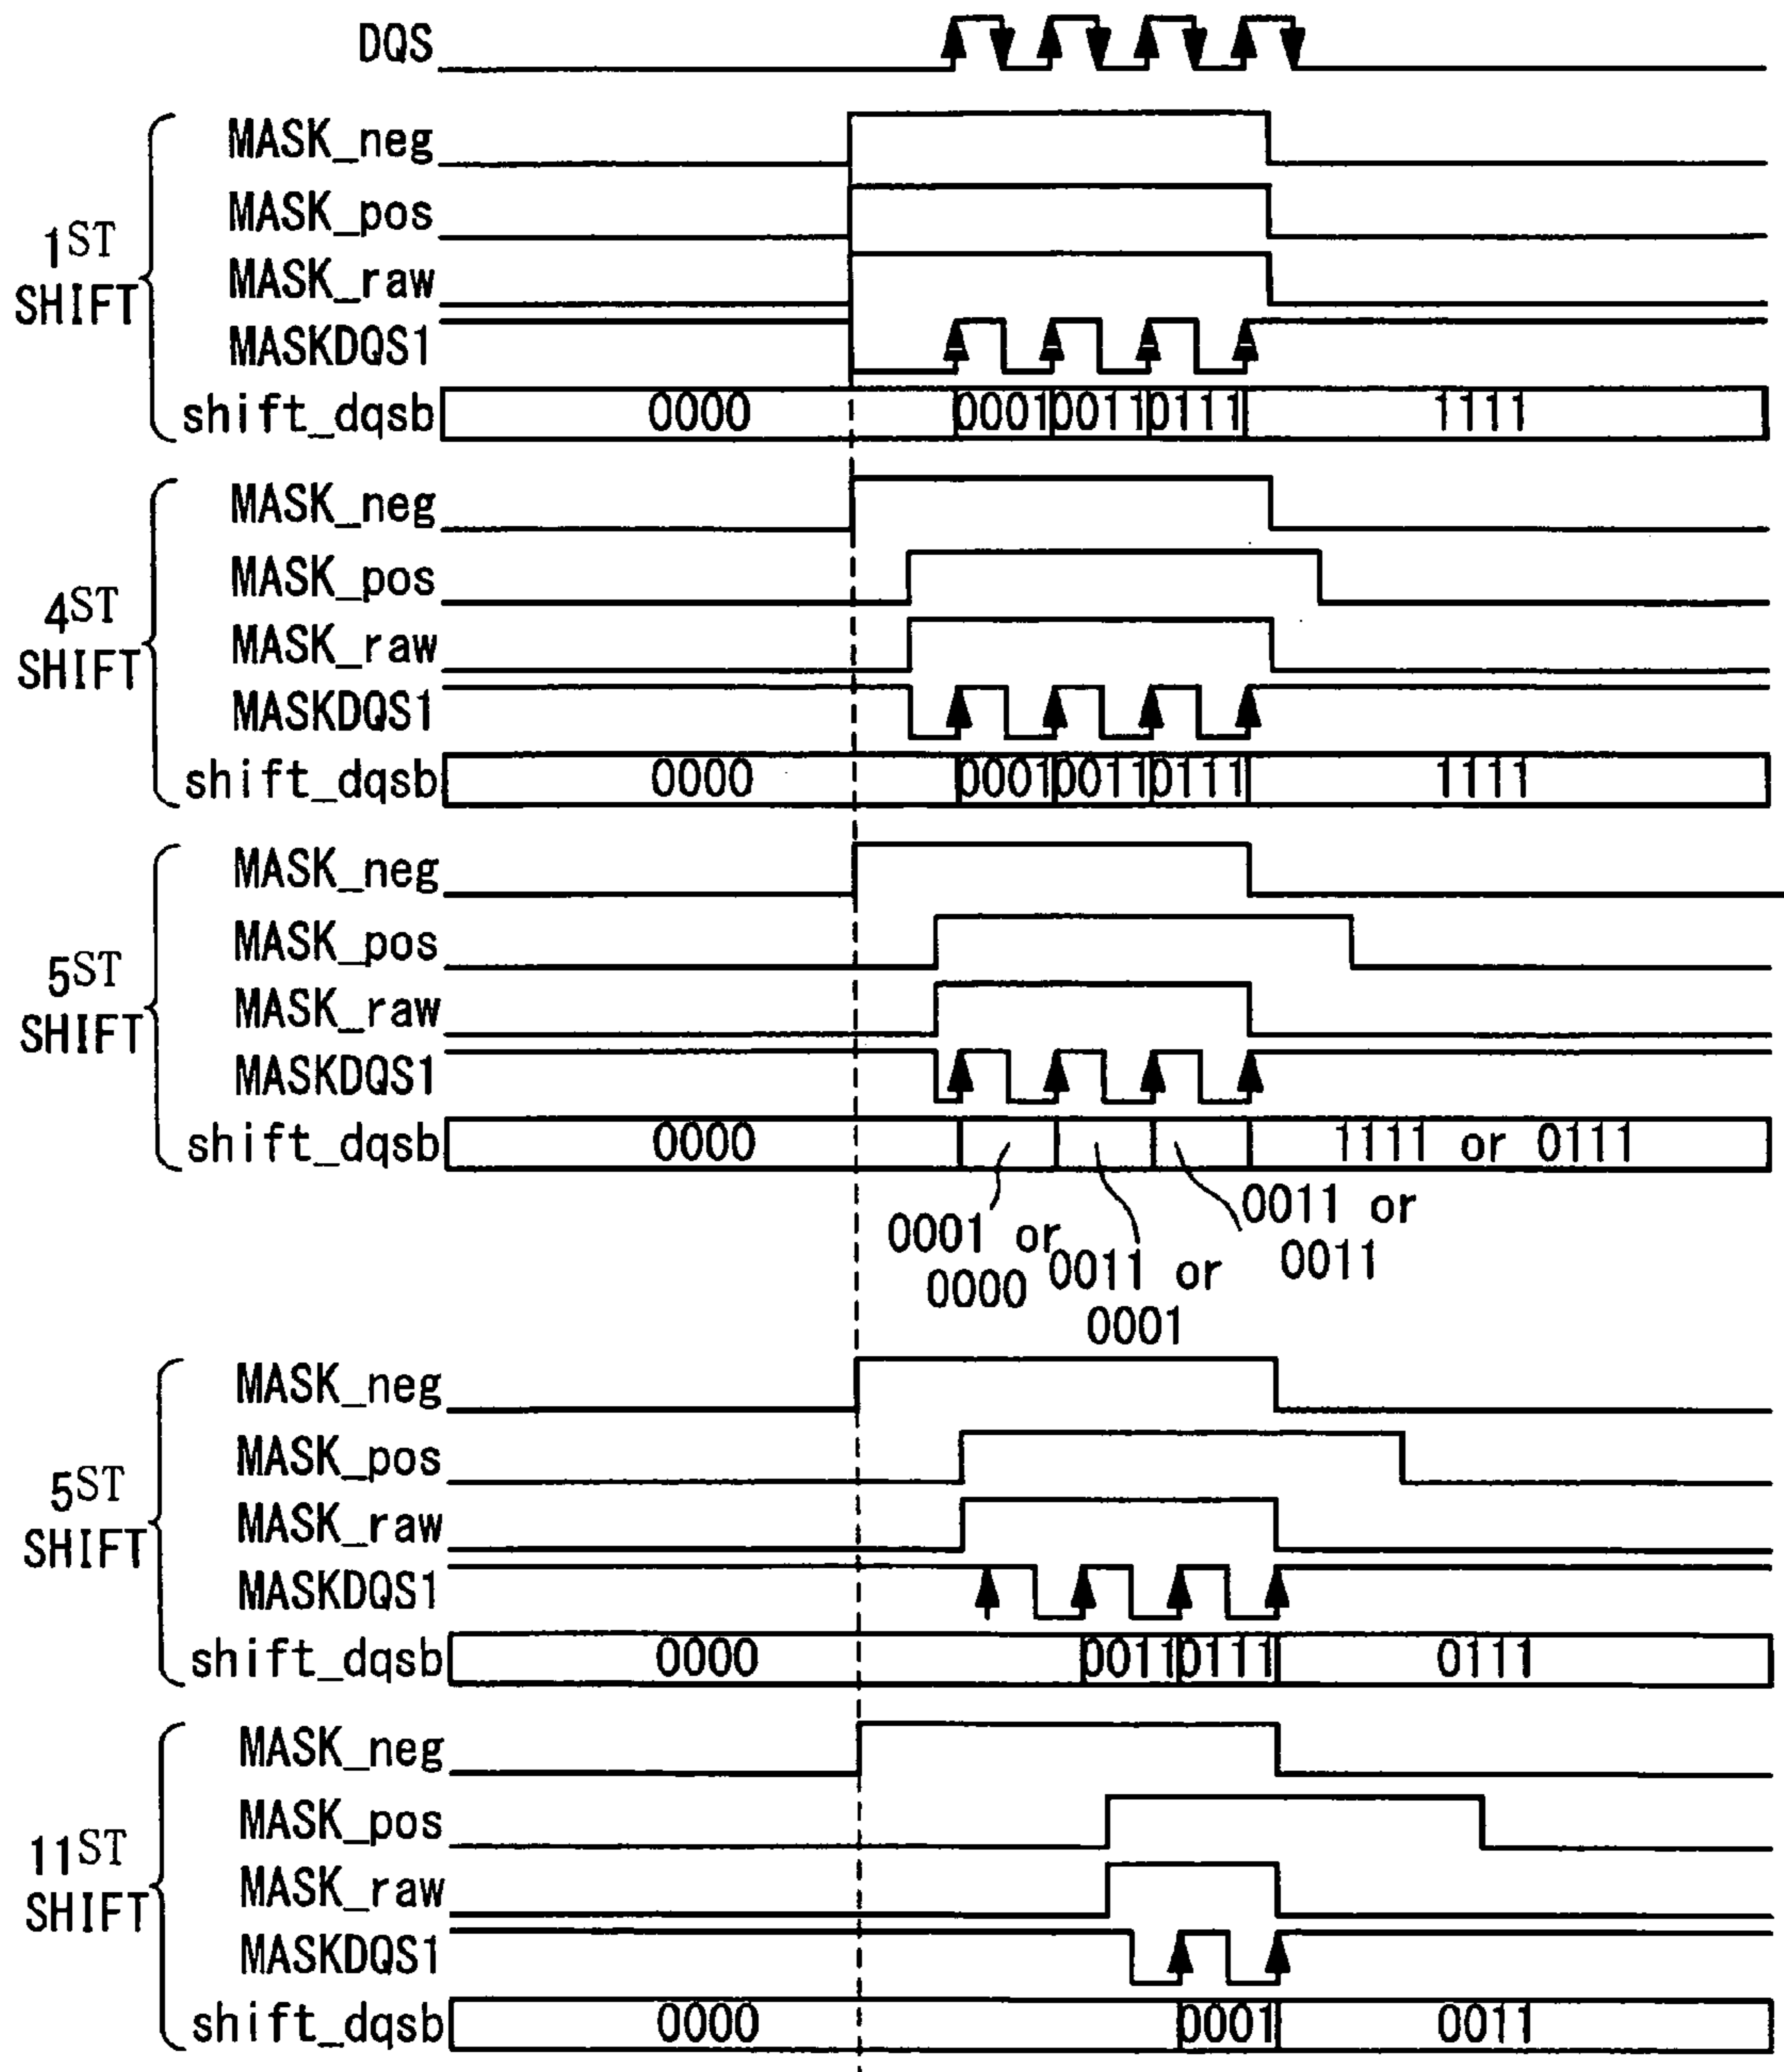 DQS
1ST
SHIFT
MASK_neg
MASK_pos
MASK_raw
MASKDQS1
shift_dqsb 0000 0001 0011 0111 1111
4ST
SHIFT
MASK_neg
MASK_pos
MASK_raw
MASKDQS1
shift_dqsb 0000 0001 0011 0111 1111
5ST
SHIFT
MASK_neg
MASK_pos
MASK_raw
MASKDQS1
shift_dqsb 0000 1111 or 0111
0001 or
0000
0011 or
0001
0011 or
0011
5ST
SHIFT
MASK_neg
MASK_pos
MASK_raw
MASKDQS1
shift_dqsb 0000 0011 0111 0111
11ST
SHIFT
MASK_neg
MASK_pos
MASK_raw
MASKDQS1
shift_dqsb 0000 0001 0011